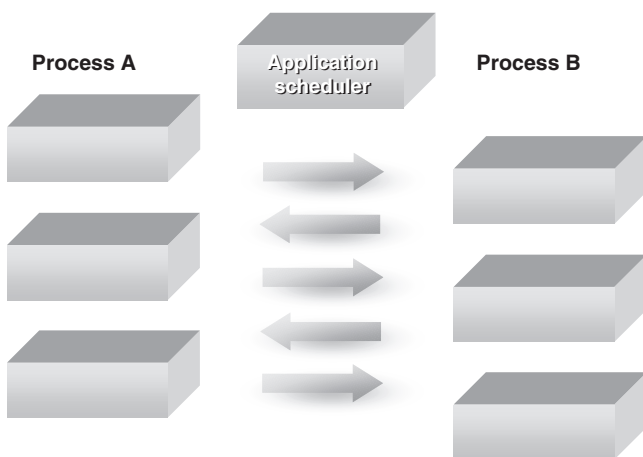 Process A
Application
scheduler
Process B